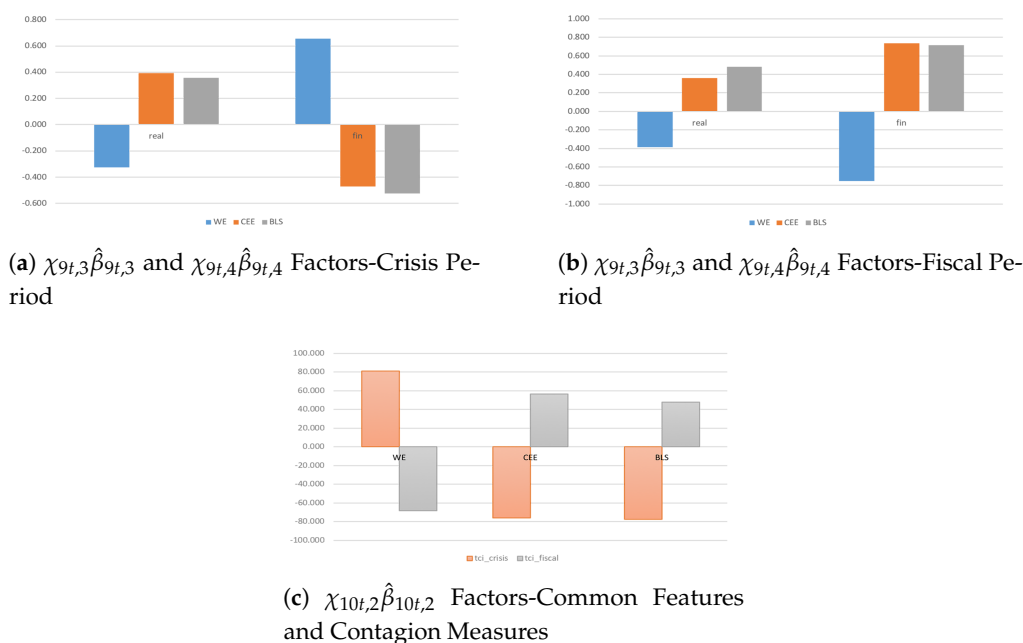 0.800
0.600
0.400
0.200
0.000
-0.200
-0.400
-0.600
real
fin
WE CEE BLS
(a) χ9t,3β̂9t,3 and χ9t,4β̂9t,4 Factors-Crisis Pe-
riod
1.000
0.800
0.600
0.400
0.200
0.000
-0.200
-0.400
-0.600
-0.800
-1.000
real
fin
WE CEE BLS
(b) χ9t,3β̂9t,3 and χ9t,4β̂9t,4 Factors-Fiscal Pe-
riod
100.000
80.000
60.000
40.000
20.000
0.000
-20.000
-40.000
-60.000
-80.000
-100.000
WE
CEE
BLS
tci_crisis tci_fiscal
(c) χ10t,2β̂10t,2 Factors-Common Features
and Contagion Measures